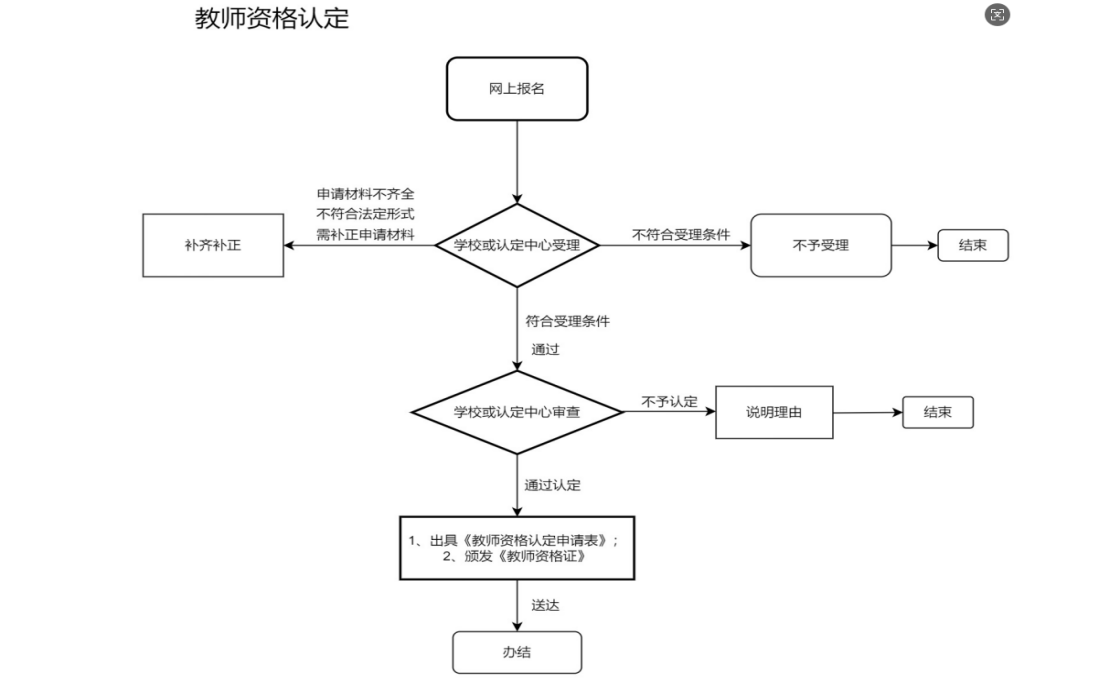 教师资格认定
网上报名
申请材料不齐全
不符合法定形式
需补正申请材料
补齐补正
学校或认定中心受理
不符合受理条件
不予受理
结束
符合受理条件
通过
学校或认定中心审查
不予认定
说明理由
结束
通过认定
1、出具《教师资格认定申请表》；
2、颁发《教师资格证》
送达
办结